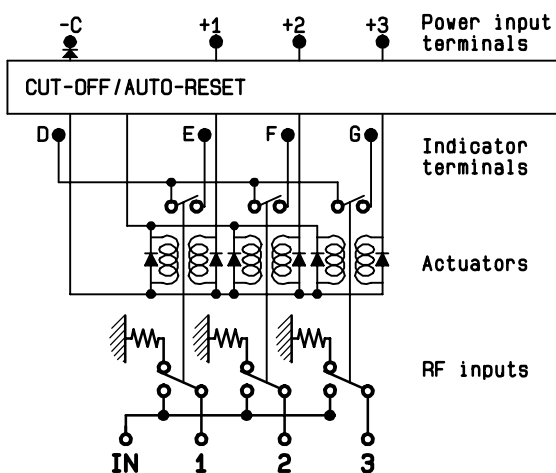 -C +1 +2 +3 Power input
terminals
CUT-OFF/AUTO-RESET
D E F G Indicator
terminals
Actuators
RF inputs
IN 1 2 3